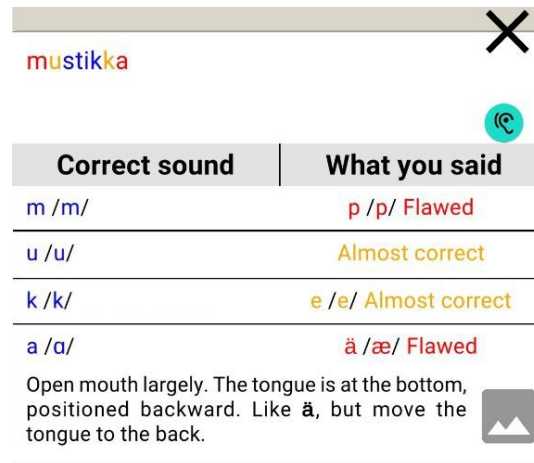 mustikka
Correct sound What you said
m /m/ p /p/ Flawed
u /u/ Almost correct
k /k/ e /e/ Almost correct
a /ɑ/ ä /æ/ Flawed
Open mouth largely. The tongue is at the bottom,
positioned backward. Like ä, but move the
tongue to the back.